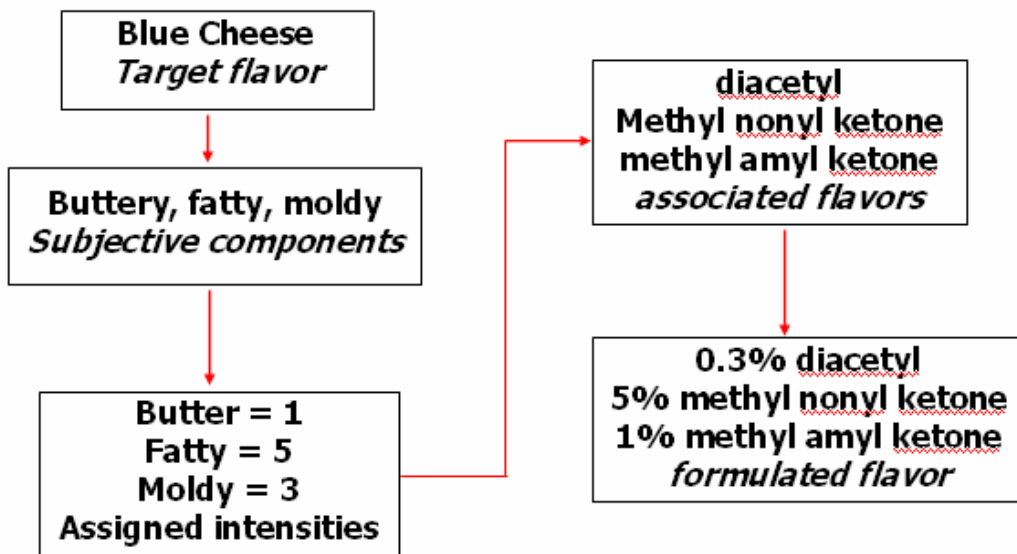 Blue Cheese
Target flavor
Buttery, fatty, moldy
Subjective components
Butter = 1
Fatty = 5
Moldy = 3
Assigned intensities
diacetyl
Methyl nonyl ketone
methyl amyl ketone
associated flavors
0.3% diacetyl
5% methyl nonyl ketone
1% methyl amyl ketone
formulated flavor